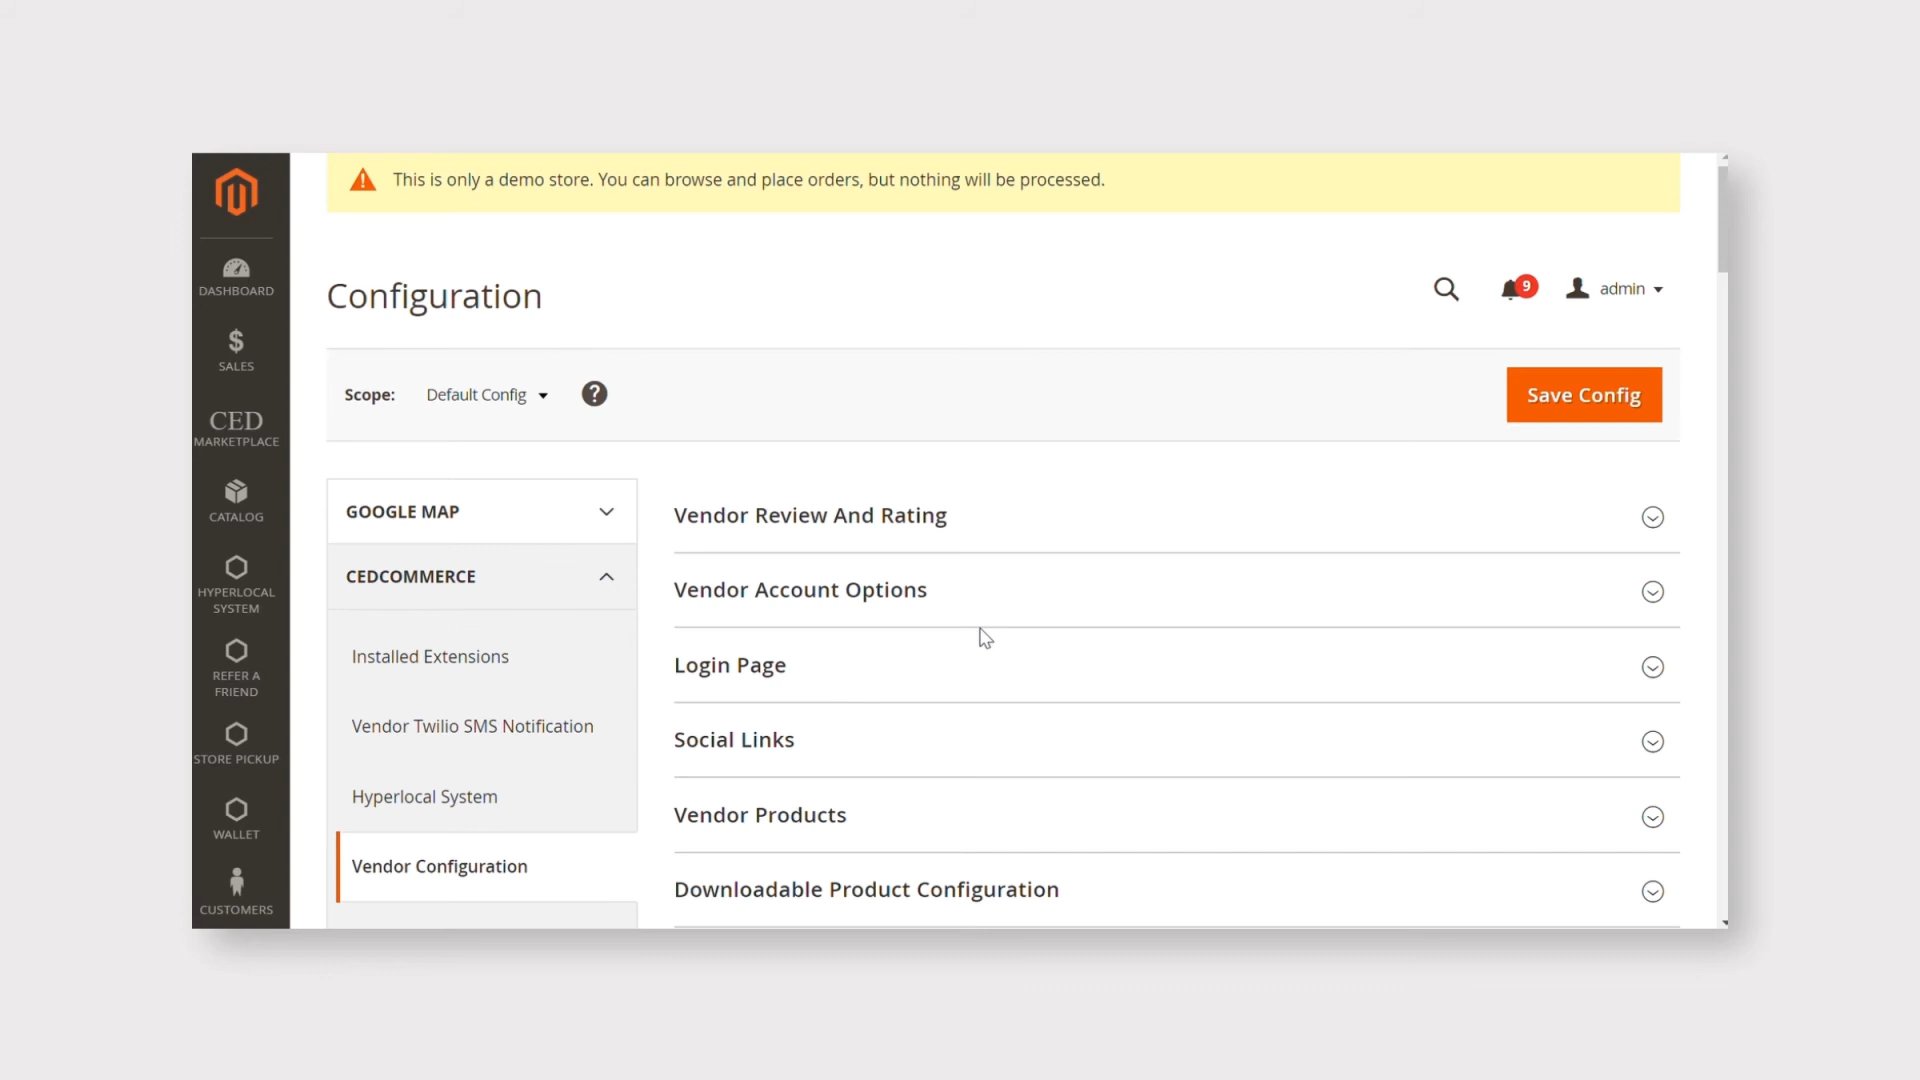 This is only a demo store. You can browse and place orders, but nothing will be processed.
DASHBOARD
$
SALES
CED
MARKETPLACE
CATALOG
HYPERLOCAL
SYSTEM
REFER A
FRIEND
STORE PICKUP
WALLET
CUSTOMERS
Configuration
9
admin
Scope:
Default Config
?
Save Config
GOOGLE MAP
CEDCOMMERCE
Installed Extensions
Vendor Twilio SMS Notification
Hyperlocal System
Vendor Configuration
Vendor Review And Rating
Vendor Account Options
Login Page
Social Links
Vendor Products
Downloadable Product Configuration